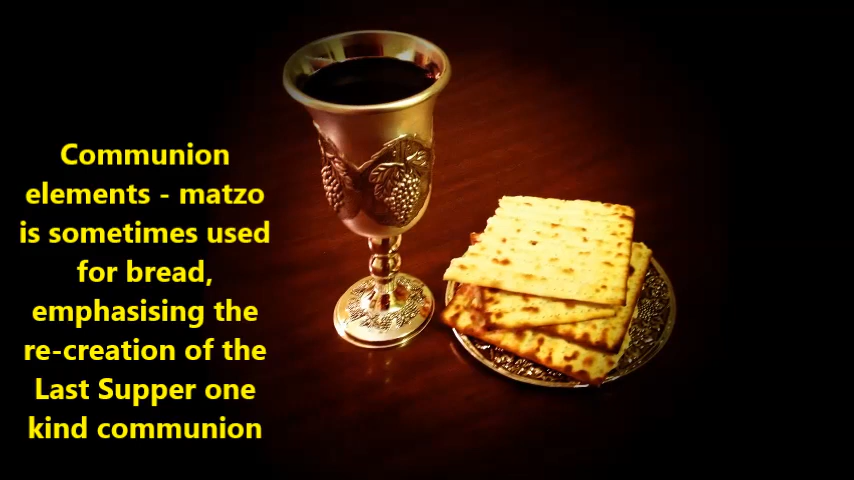 Communion
elements - matzo
is sometimes used
for bread,
emphasising the
re-creation of the
Last Supper one
kind communion